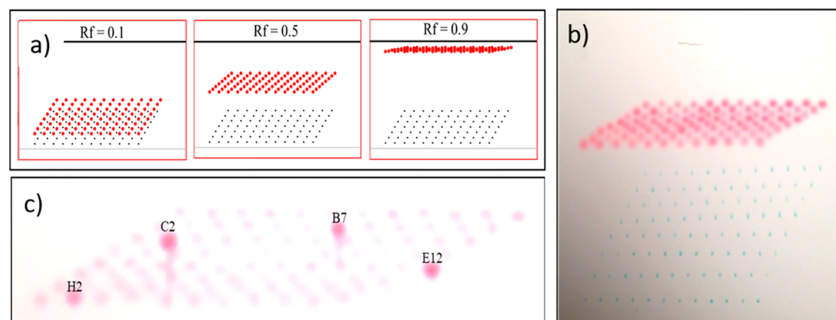 a)
Rf = 0.1
Rf = 0.5
Rf = 0.9
b)
c)
C2
B7
E12
H2